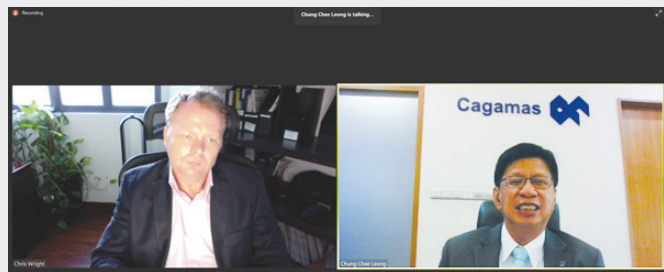 Recording
Chung Chee Leong is talking...
Cagamas
Chris Wright
Chung Chee Leong